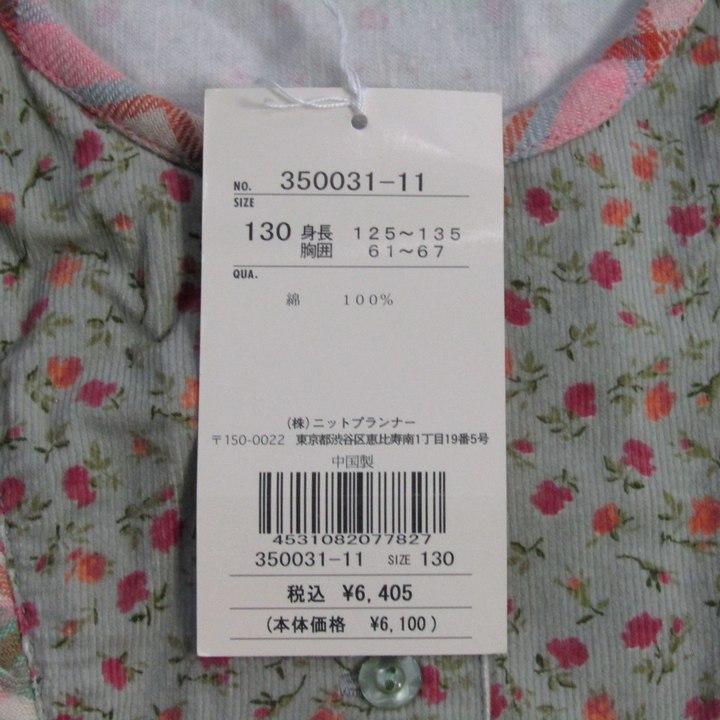 NO. 350031-11
SIZE
130 身長 125~135
胸囲 61~67
QUA.
綿 100%
(株)ニットプランナー
〒150-0022 東京都渋谷区恵比寿南1丁目19番5号
中国製
4531082077827
350031-11 SIZE 130
税込 ¥6,405
(本体価格 ¥6,100)